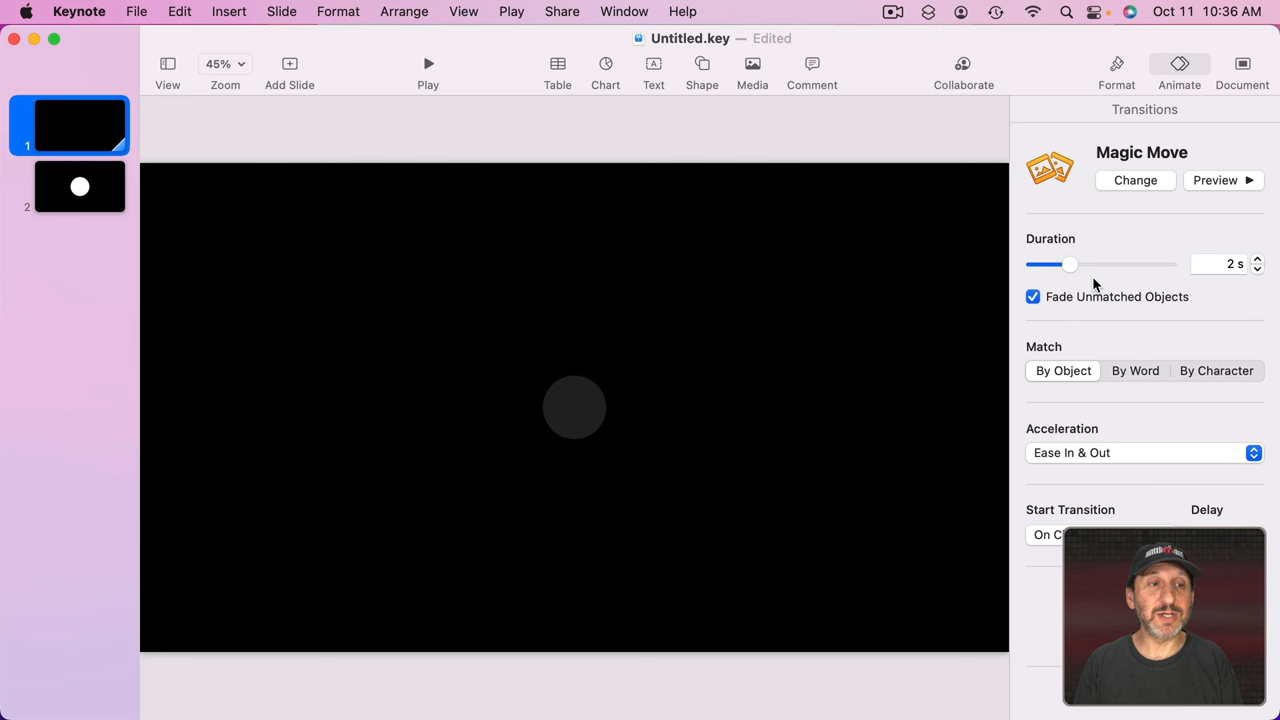 Keynote File Edit Insert Slide Format Arrange View Play Share Window Help Oct 11 10:36 AM
Untitled.key — Edited
45%
View Zoom Add Slide Play Table Chart Text Shape Media Comment Collaborate Format Animate Document
Transitions
1
2
Magic Move
Change Preview
Duration
2 s
Fade Unmatched Objects
Match
By Object By Word By Character
Acceleration
Ease In & Out
Start Transition Delay
On C